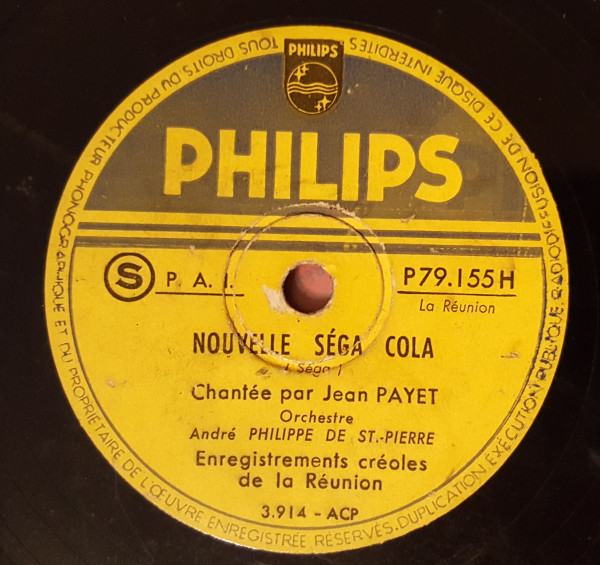 TOUS DROITS DU PRODUCTEUR PHONOGRAPHIQUE ET DU PROPRIÉTAIRE DE L'ŒUVRE ENREGISTRÉE RÉSERVÉS. DUPLICATION EXÉCUTION PUBLIQUE. RADIODIFFUSION DE CE DISQUE INTERDITES
PHILIPS
PHILIPS
S P. A. I. P79.155H
La Réunion
NOUVELLE SÉGA COLA
( Séga )
Chantée par Jean PAYET
Orchestre
André PHILIPPE DE ST.-PIERRE
Enregistrements créoles
de la Réunion
3.914 - ACP